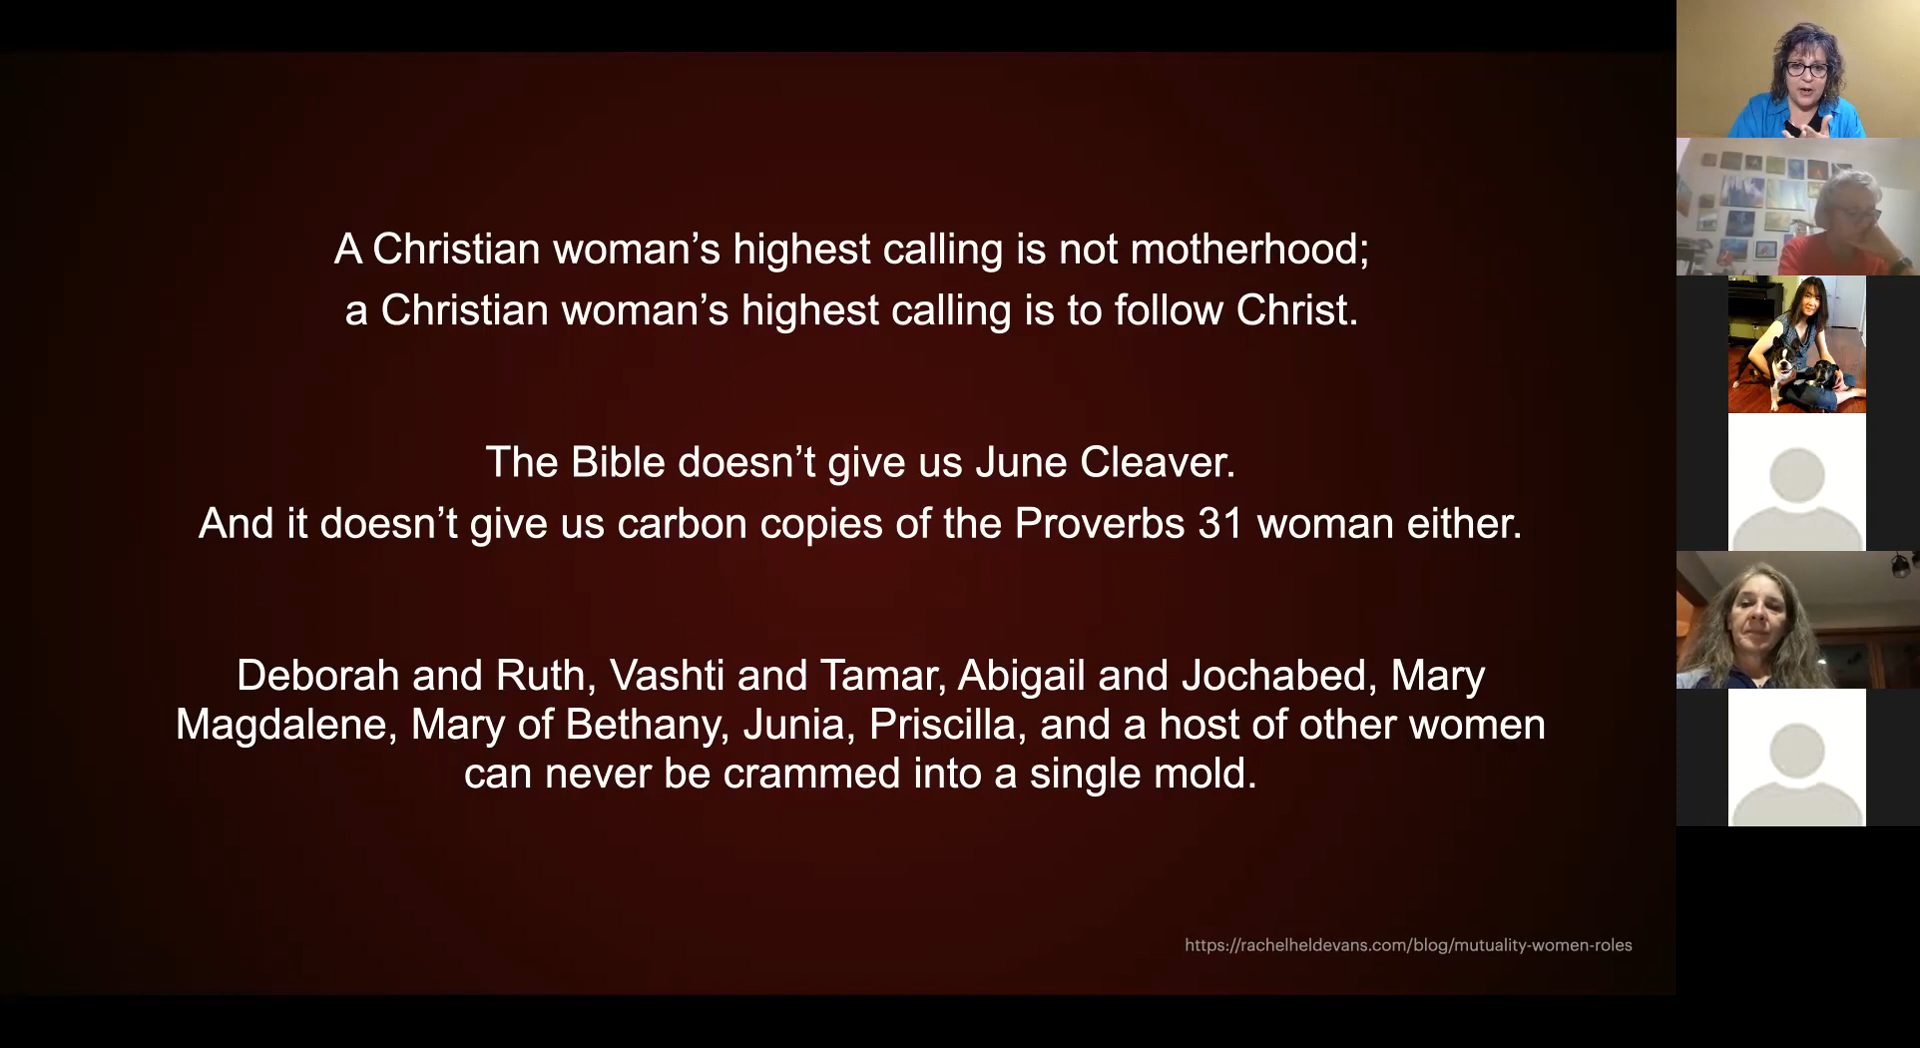 A Christian woman’s highest calling is not motherhood;
a Christian woman’s highest calling is to follow Christ.
The Bible doesn’t give us June Cleaver.
And it doesn’t give us carbon copies of the Proverbs 31 woman either.
Deborah and Ruth, Vashti and Tamar, Abigail and Jochabed, Mary
Magdalene, Mary of Bethany, Junia, Priscilla, and a host of other women
can never be crammed into a single mold.
https://rachelheldevans.com/blog/mutuality-women-roles